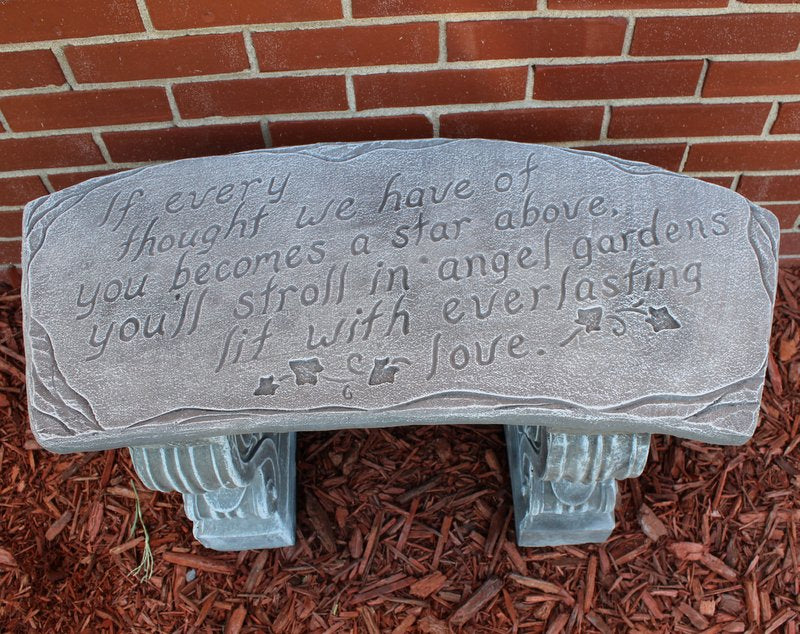 If every
thought we have of
you becomes a star above,
you'll stroll in angel gardens
lit with everlasting
love.